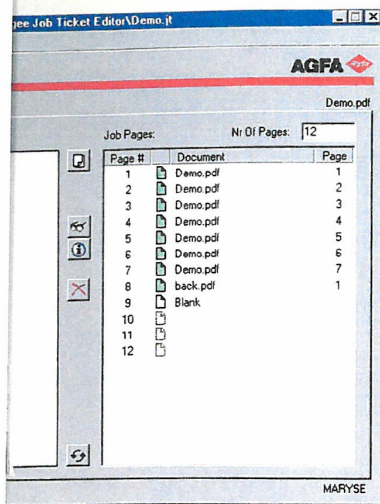 gee Job Ticket Editor\Demo.jt
AGFA
Demo.pdf
Job Pages: Nr Of Pages: 12
Page # Document Page
1 Demo.pdf 1
2 Demo.pdf 2
3 Demo.pdf 3
4 Demo.pdf 4
5 Demo.pdf 5
6 Demo.pdf 6
7 Demo.pdf 7
8 back.pdf 1
9 Blank
10
11
12
MARYSE